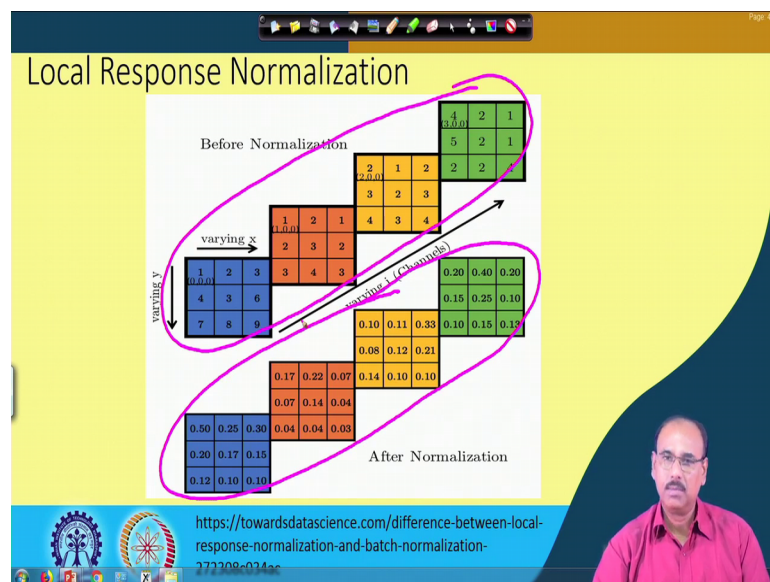 Page 4
Local Response Normalization
Before Normalization
4 2 1
(3,0,0)
5 2 1
2 2 4
2 1 2
(2,0,0)
3 2 3
4 3 4
1 2 1
(1,0,0)
2 3 2
3 4 3
varying x
varying y
1 2 3
(0,0,0)
4 3 6
7 8 9
varying i (Channels)
0.20 0.40 0.20
0.15 0.25 0.10
0.10 0.15 0.13
0.10 0.11 0.33
0.08 0.12 0.21
0.14 0.10 0.10
0.17 0.22 0.07
0.07 0.14 0.04
0.04 0.04 0.03
0.50 0.25 0.30
0.20 0.17 0.15
0.12 0.10 0.10
After Normalization
https://towardsdatascience.com/difference-between-local-
response-normalization-and-batch-normalization-
272308c034ac